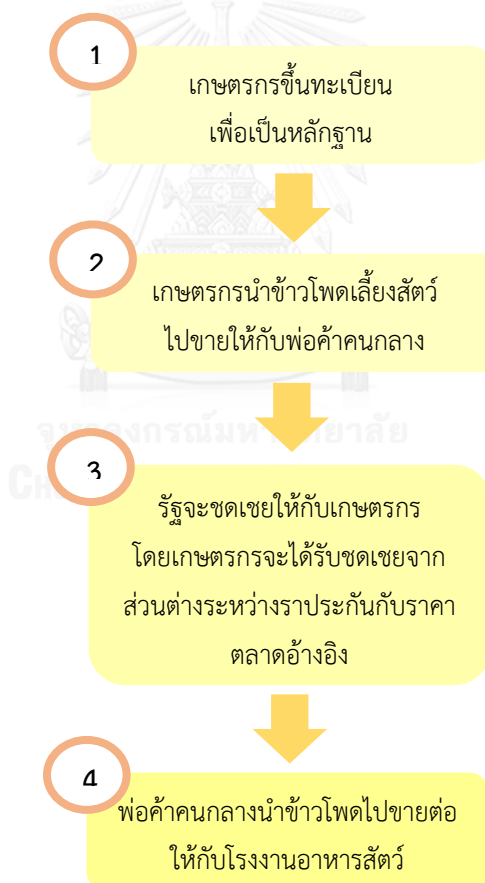 1
เกษตรกรขึ้นทะเบียน
เพื่อเป็นหลักฐาน
2
เกษตรกรนำข้าวโพดเลี้ยงสัตว์
ไปขายให้กับพ่อค้าคนกลาง
3
รัฐจะชดเชยให้กับเกษตรกร
โดยเกษตรกรจะได้รับชดเชยจาก
ส่วนต่างระหว่างราประกันกับราคา
ตลาดอ้างอิง
4
พ่อค้าคนกลางนำข้าวโพดไปขายต่อ
ให้กับโรงงานอาหารสัตว์